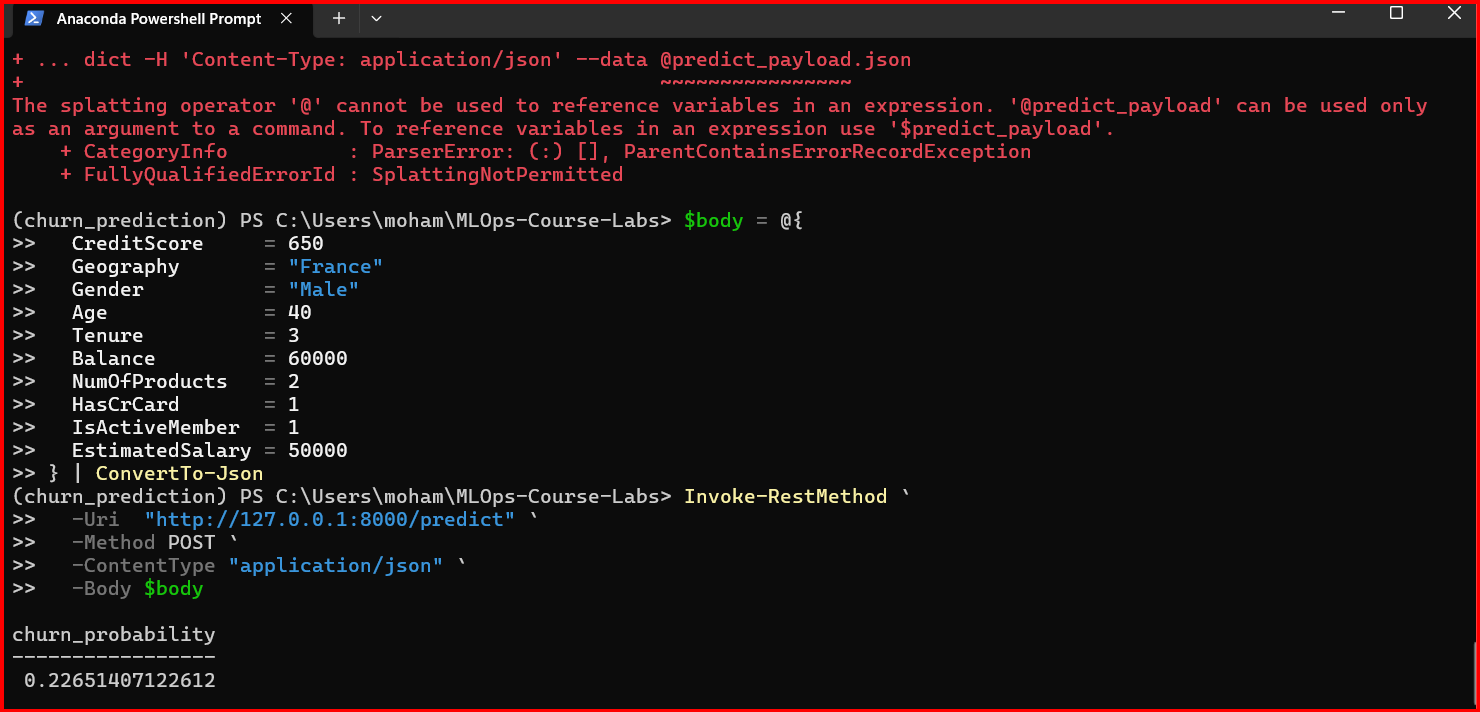 Anaconda Powershell Prompt
+ ... dict -H 'Content-Type: application/json' --data @predict_payload.json
+                                                      ~~~~~~~~~~~~~~~~
The splatting operator '@' cannot be used to reference variables in an expression. '@predict_payload' can be used only
as an argument to a command. To reference variables in an expression use '$predict_payload'.
    + CategoryInfo          : ParserError: (:) [], ParentContainsErrorRecordException
    + FullyQualifiedErrorId : SplattingNotPermitted
(churn_prediction) PS C:\Users\moham\MLOps-Course-Labs> $body = @{
>>   CreditScore     = 650
>>   Geography       = "France"
>>   Gender          = "Male"
>>   Age             = 40
>>   Tenure          = 3
>>   Balance         = 60000
>>   NumOfProducts   = 2
>>   HasCrCard       = 1
>>   IsActiveMember  = 1
>>   EstimatedSalary = 50000
>> } | ConvertTo-Json
(churn_prediction) PS C:\Users\moham\MLOps-Course-Labs> Invoke-RestMethod `
>>   -Uri  "http://127.0.0.1:8000/predict" `
>>   -Method POST `
>>   -ContentType "application/json" `
>>   -Body $body
churn_probability
-----------------
 0.22651407122612